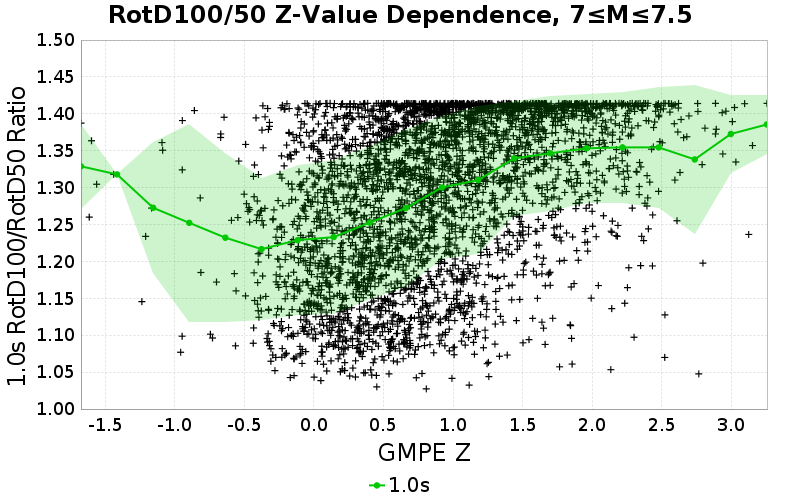 RotD100/50 Z-Value Dependence, 7≤M≤7.5
1.0s RotD100/RotD50 Ratio
1.50
1.45
1.40
1.35
1.30
1.25
1.20
1.15
1.10
1.05
1.00
-1.5 -1.0 -0.5 0.0 0.5 1.0 1.5 2.0 2.5 3.0
GMPE Z
1.0s